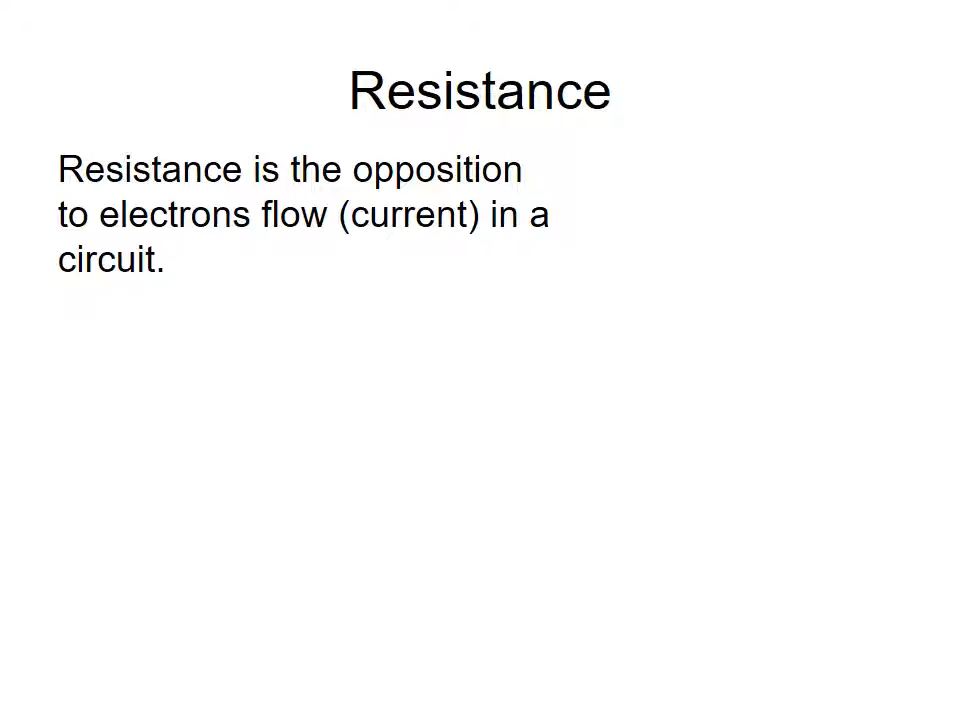 Resistance
Resistance is the opposition
to electrons flow (current) in a
circuit.